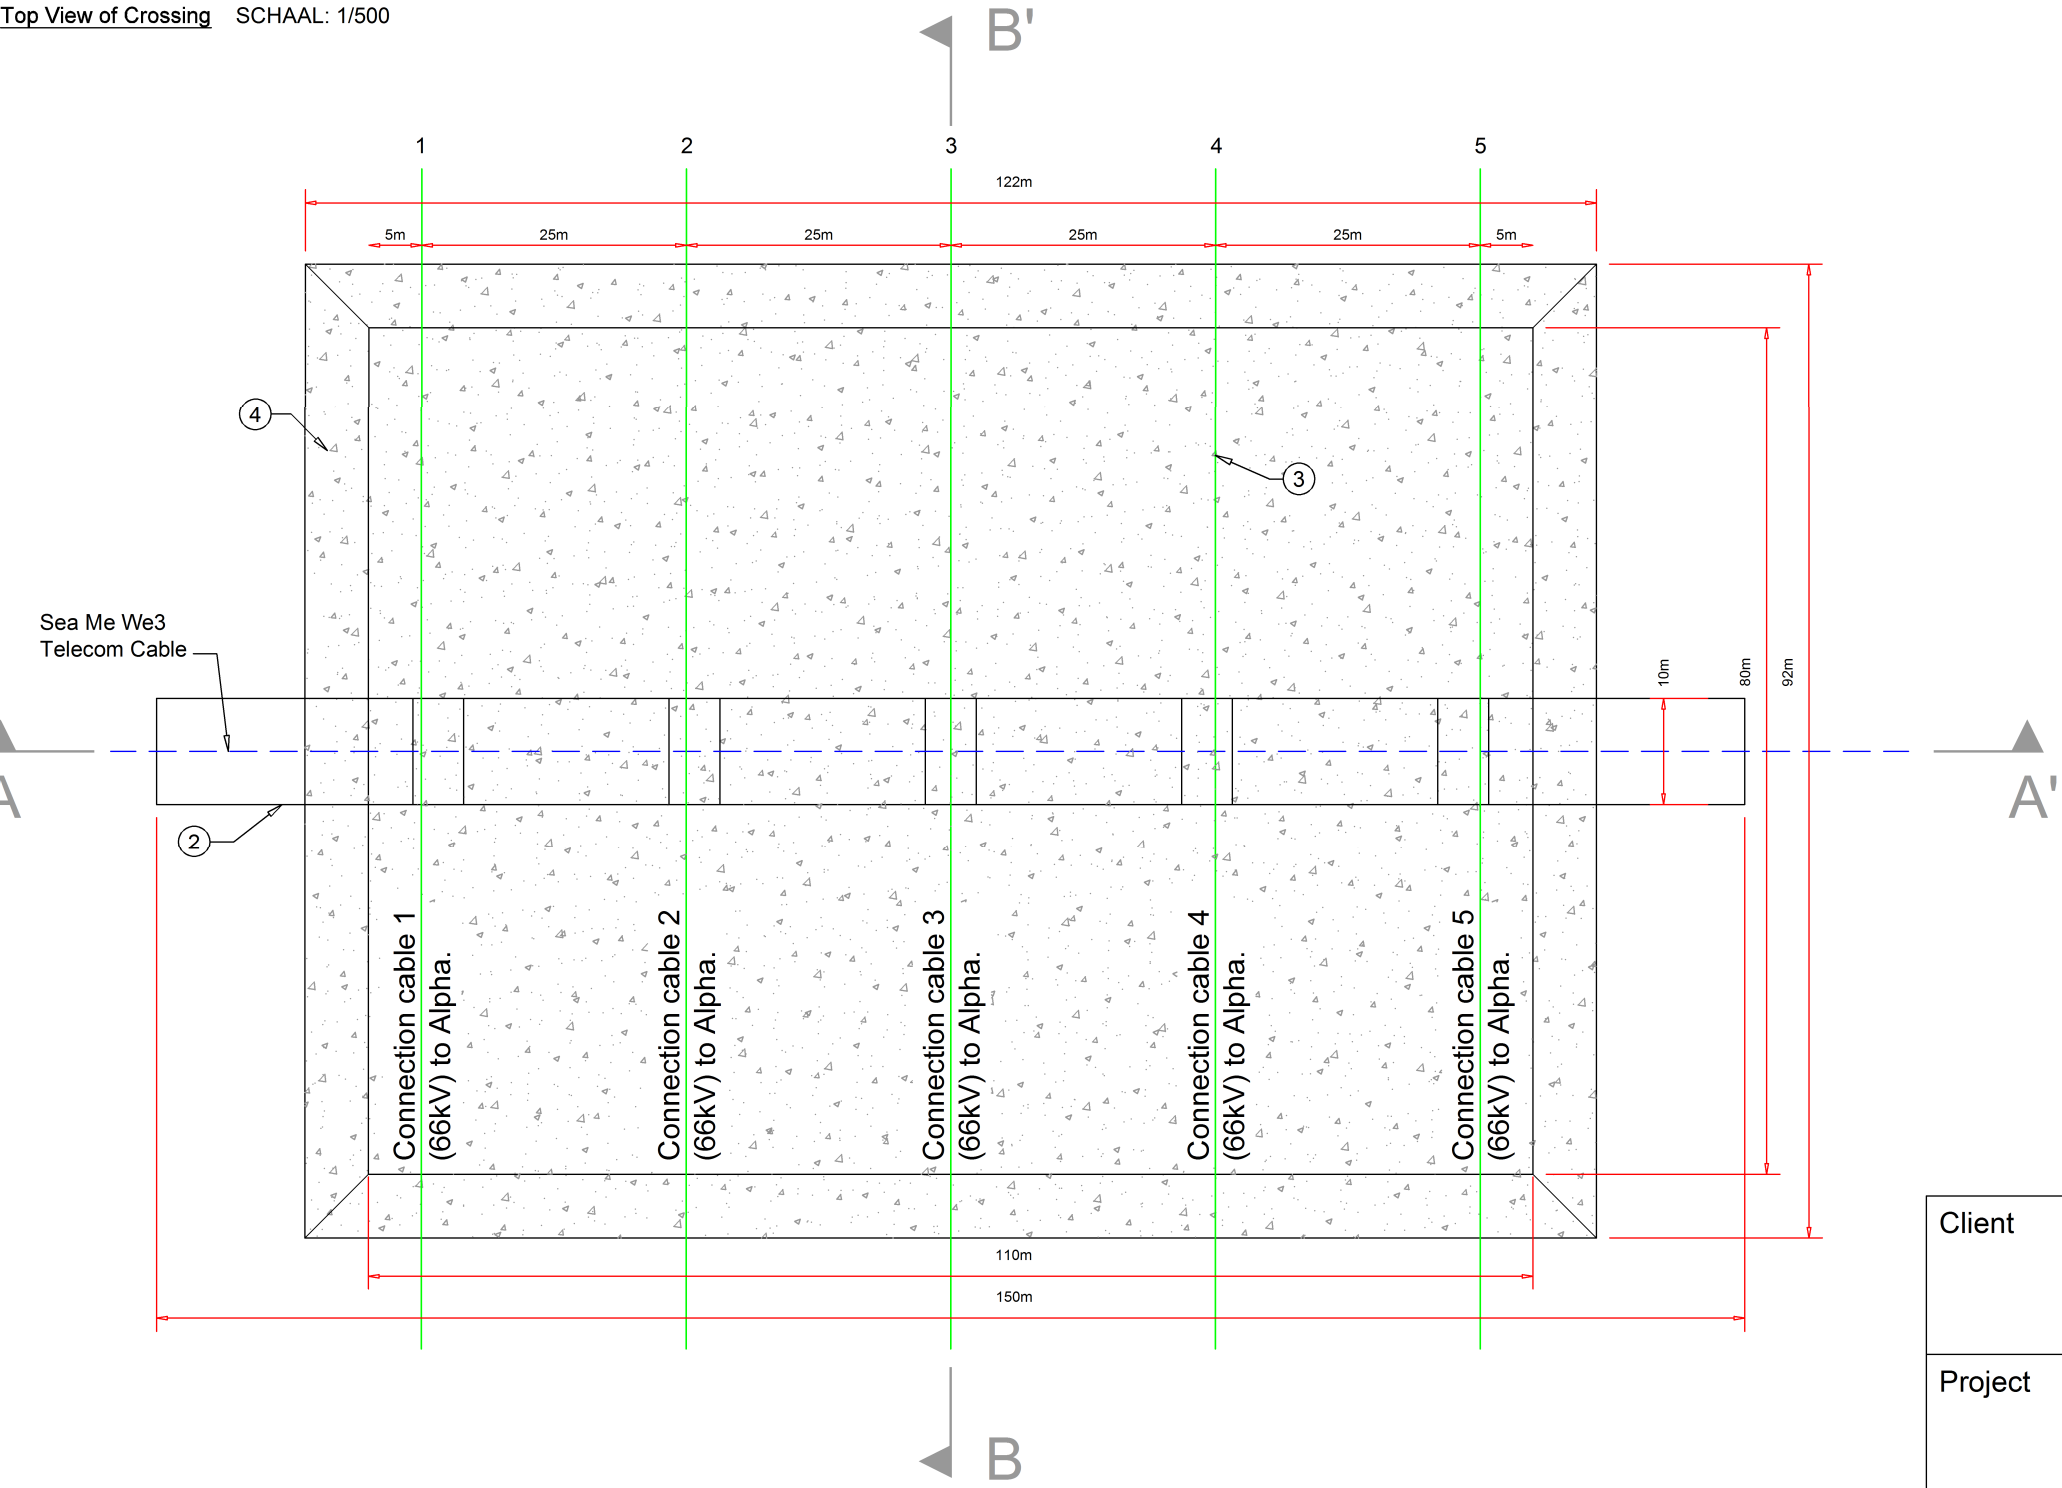 Top View of Crossing SCHAAL: 1/500
B'
1 2 3 4 5
122m
5m 25m 25m 25m 25m 5m
4
3
Sea Me We3
Telecom Cable
10m 80m 92m
A A'
2
Connection cable 1
(66kV) to Alpha.
Connection cable 2
(66kV) to Alpha.
Connection cable 3
(66kV) to Alpha.
Connection cable 4
(66kV) to Alpha.
Connection cable 5
(66kV) to Alpha.
Client
110m
150m
Project
B